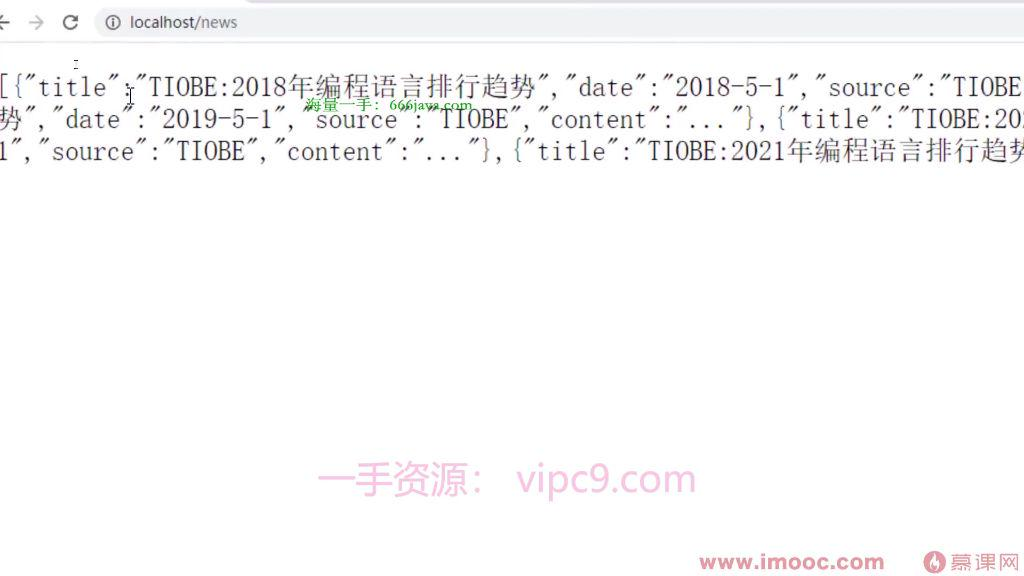 localhost/news
[{"title":"TIOBE:2018年编程语言排行趋势","date":"2018-5-1","source":"TIOBE
海量一手：666java.com
势","date":"2019-5-1","source":"TIOBE","content":"..."},{"title":"TIOBE:202
1","source":"TIOBE","content":"..."},{"title":"TIOBE:2021年编程语言排行趋势
一手资源： vipc9.com
www.imooc.com 慕课网